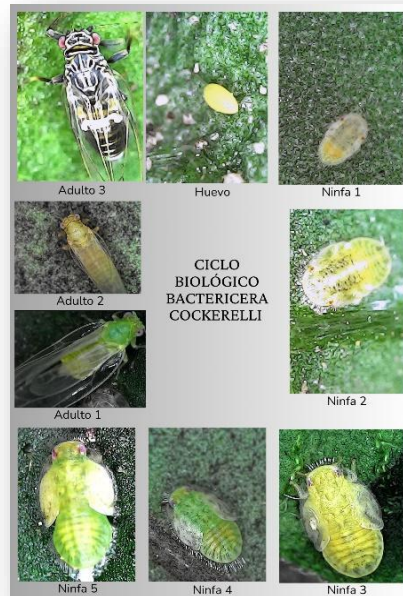 Adulto 3
Huevo
Ninfa 1
Adulto 2
CICLO
BIOLÓGICO
BACTERICERA
COCKERELLI
Ninfa 2
Adulto 1
Ninfa 5
Ninfa 4
Ninfa 3